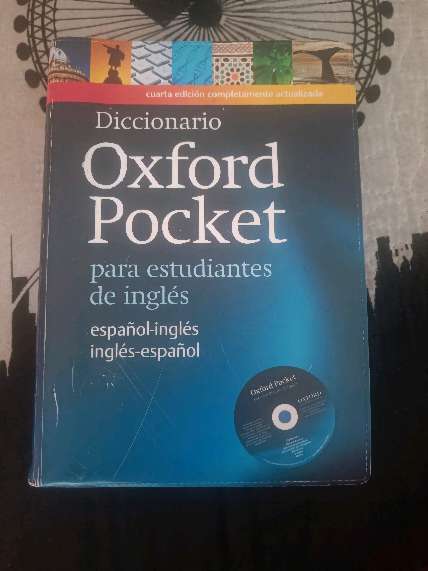 cuarta edición completamente actualizada
Diccionario
Oxford
Pocket
para estudiantes
de inglés
español-inglés
inglés-español
Oxford Pocket